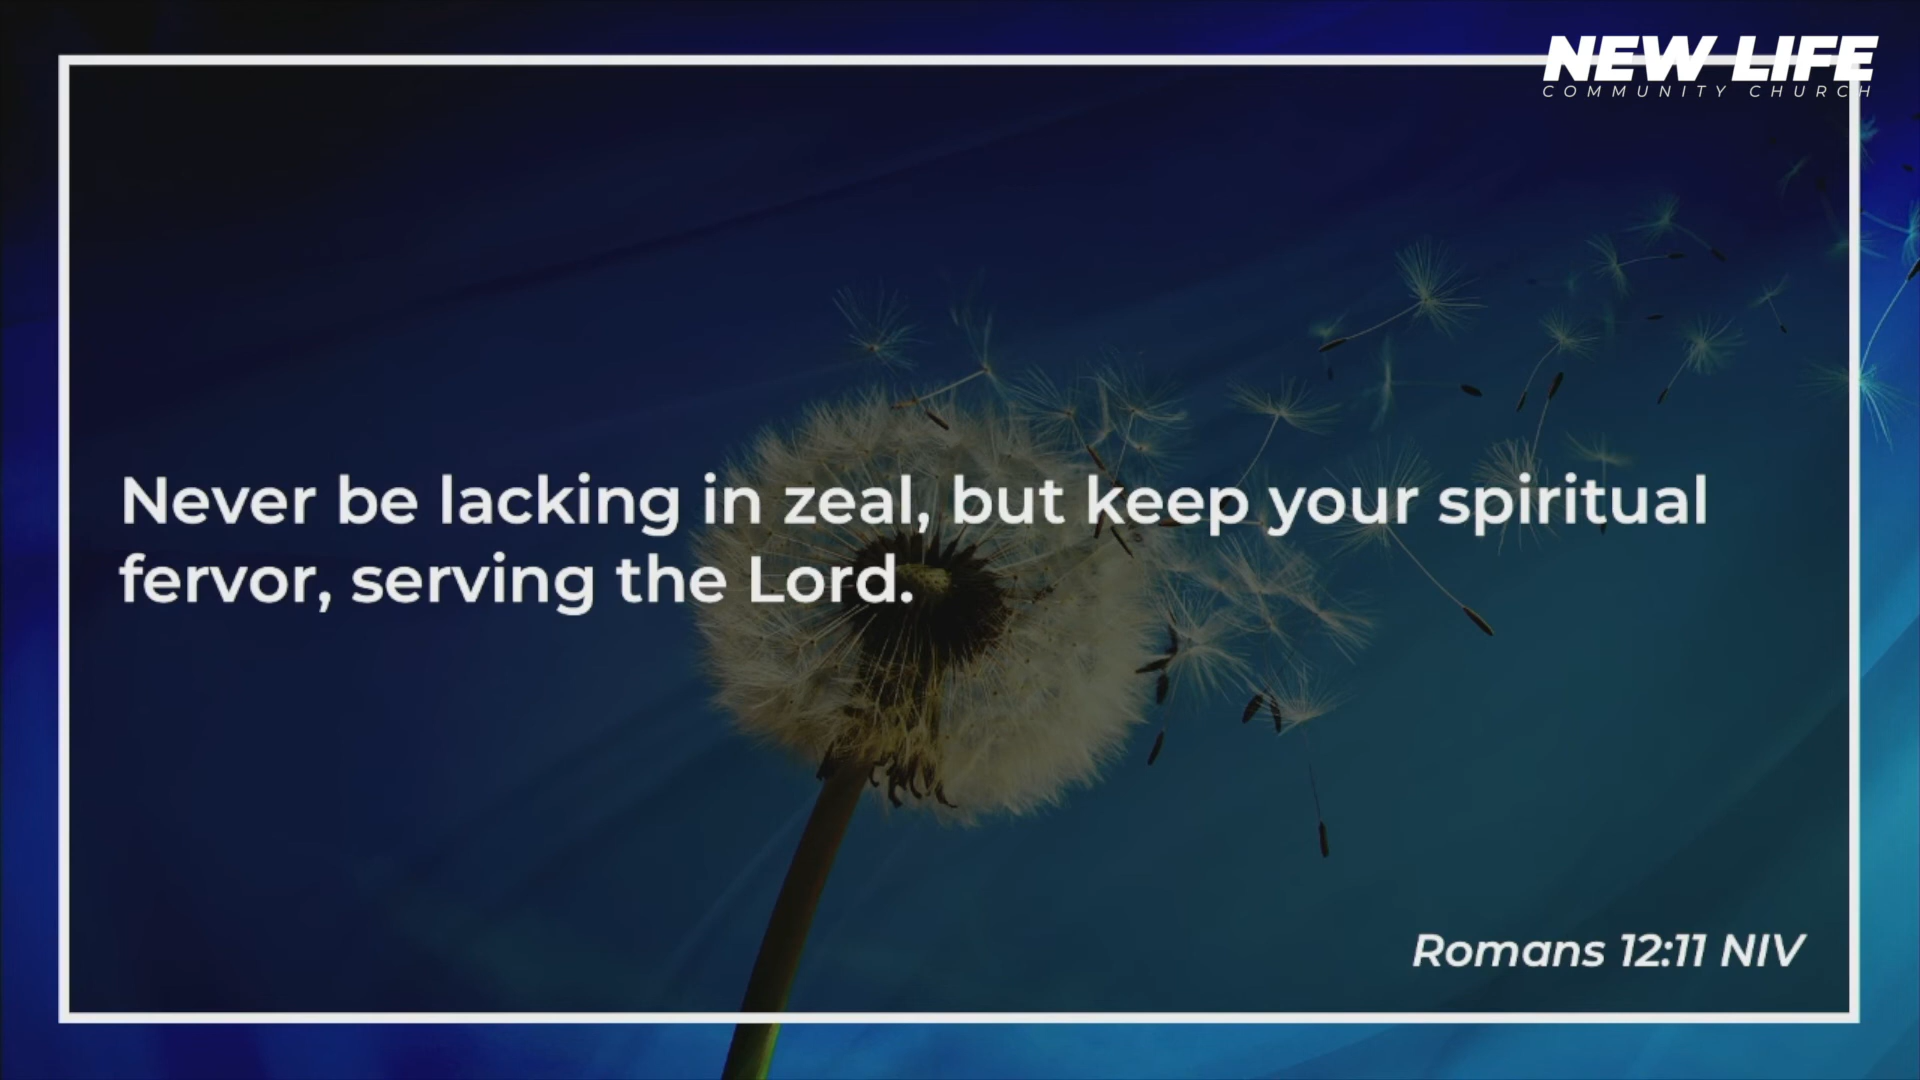 NEW LIFE
COMMUNITY CHURCH
Never be lacking in zeal, but keep your spiritual
fervor, serving the Lord.
Romans 12:11 NIV